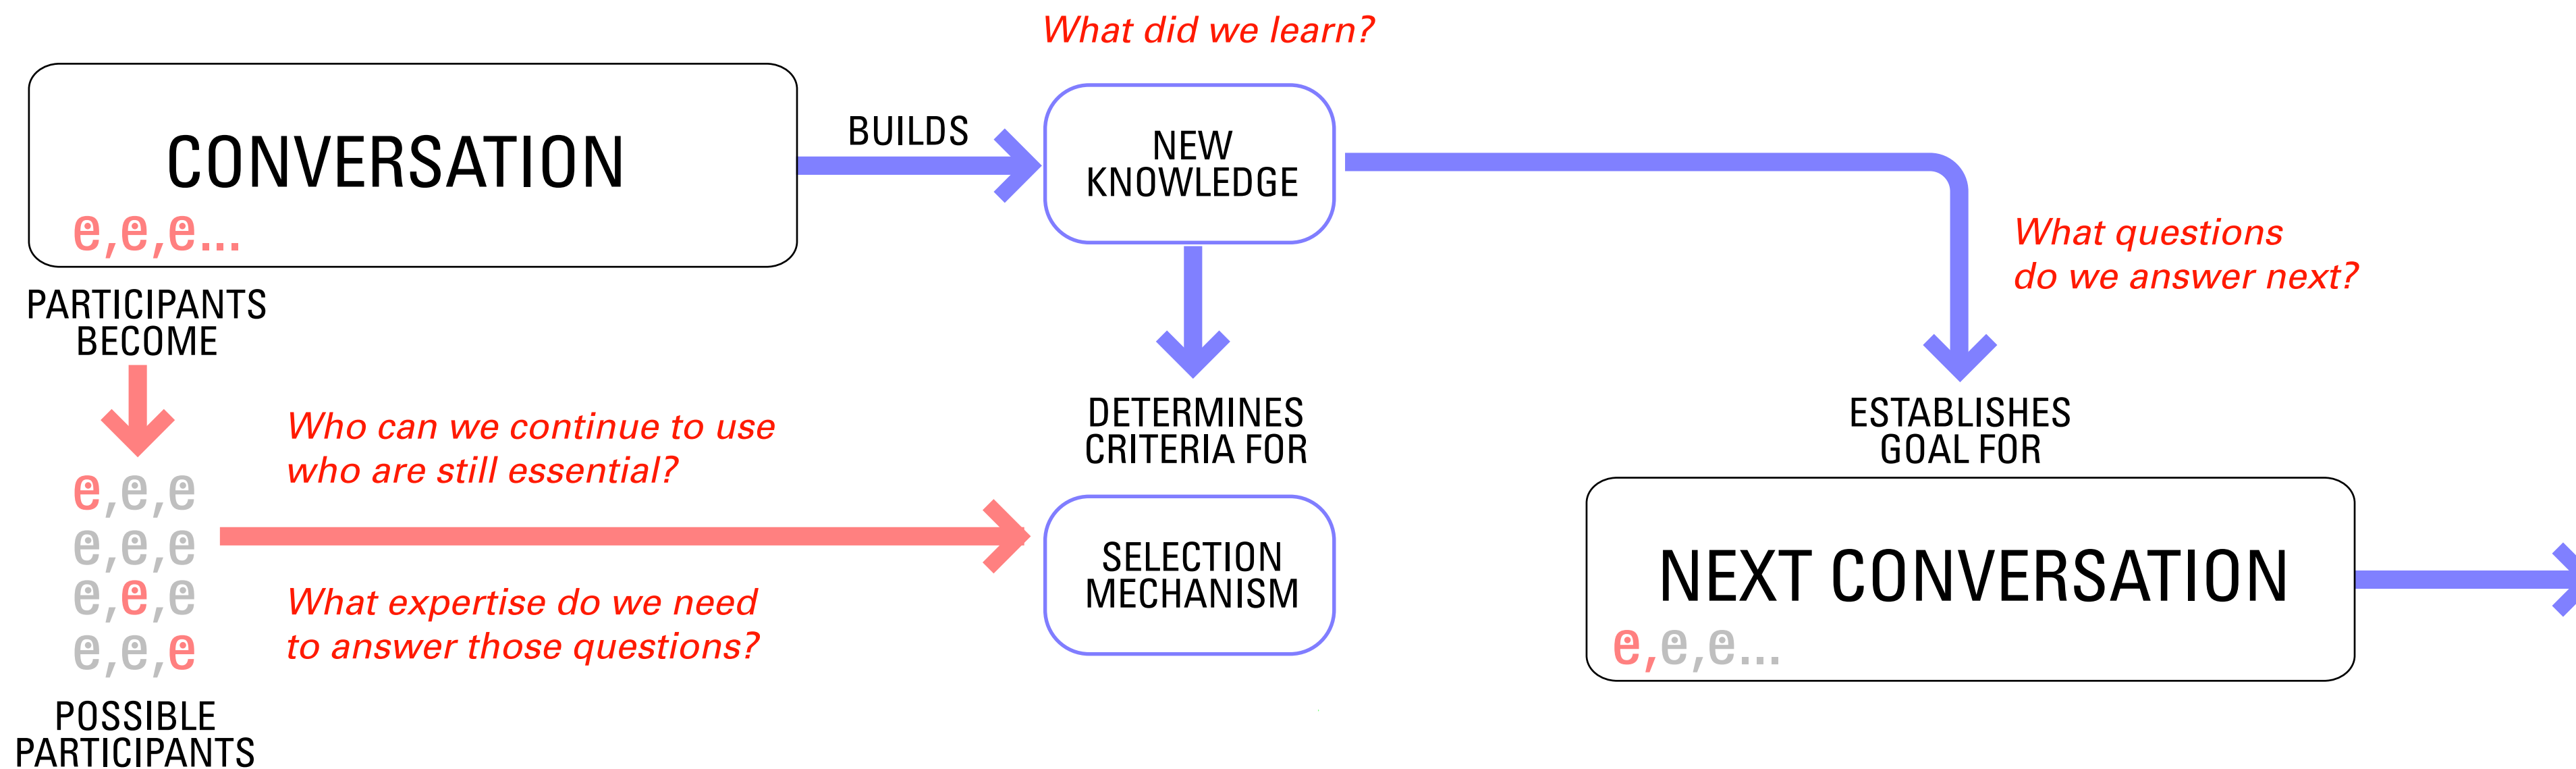 What did we learn?
CONVERSATION
e,e,e...
BUILDS
NEW
KNOWLEDGE
What questions
do we answer next?
PARTICIPANTS
BECOME
Who can we continue to use
who are still essential?
DETERMINES
CRITERIA FOR
ESTABLISHES
GOAL FOR
e,e,e
e,e,e
e,e,e
e,e,e
What expertise do we need
to answer those questions?
SELECTION
MECHANISM
NEXT CONVERSATION
e,e,e...
POSSIBLE
PARTICIPANTS